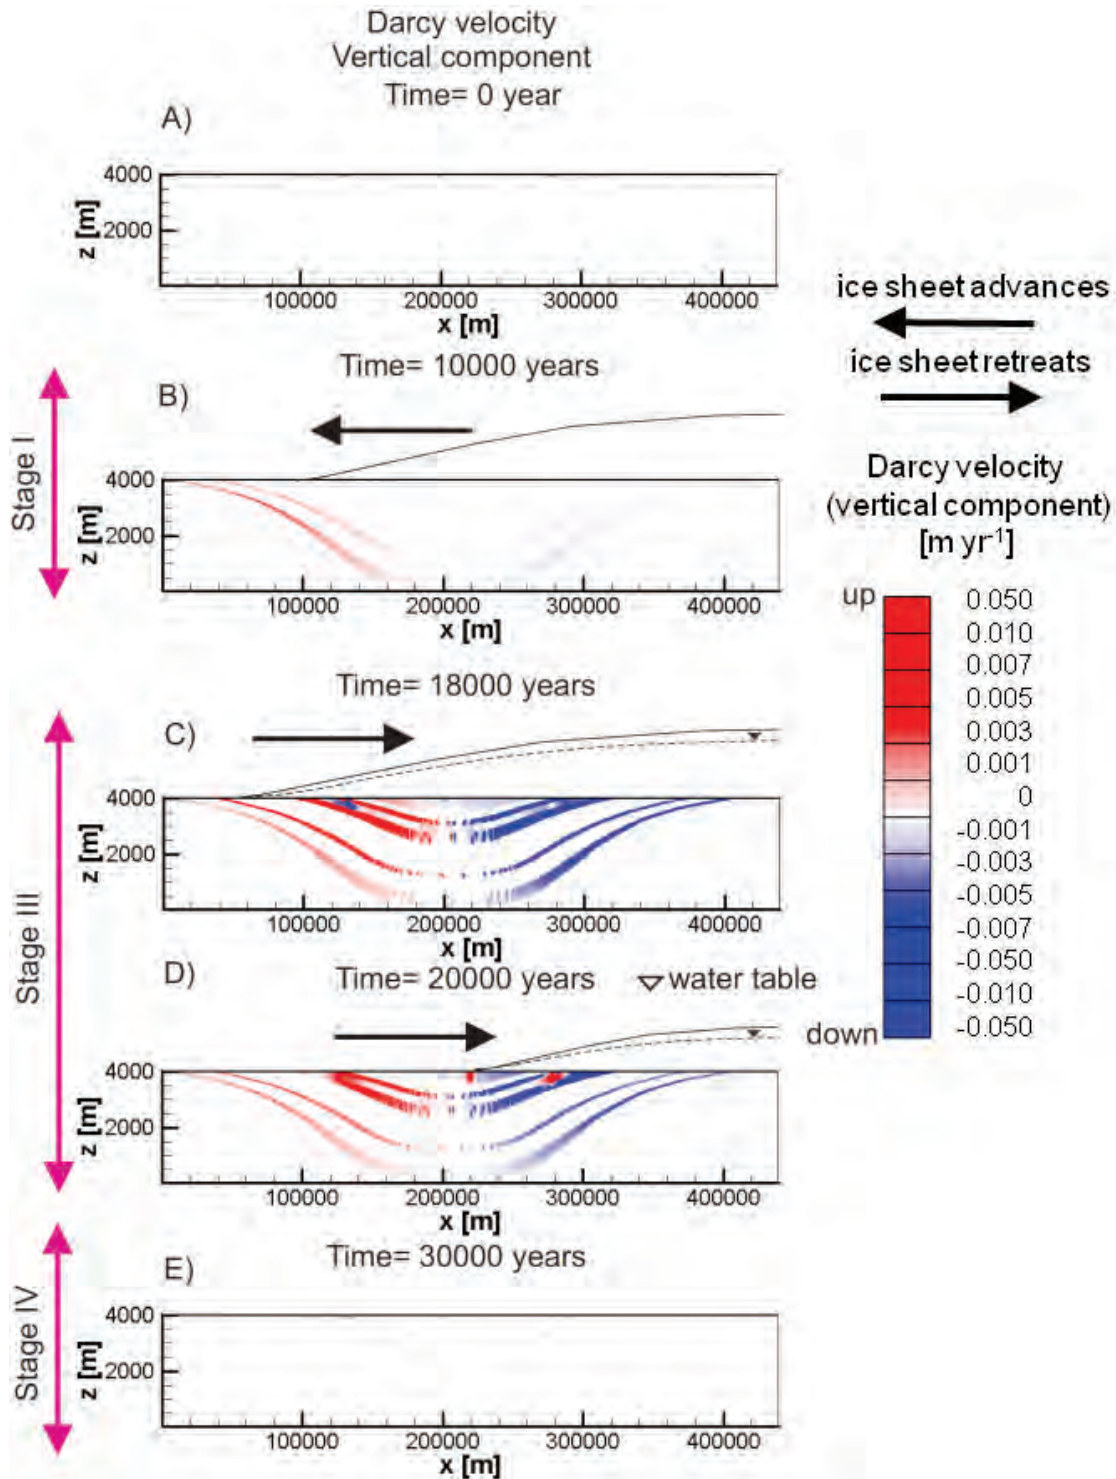 Darcy velocity
Vertical component
Time= 0 year
A)
4000
2000
z [m]
100000 200000 300000 400000
x [m]
ice sheet advances
ice sheet retreats
Stage I
Time= 10000 years
B)
4000
2000
z [m]
100000 200000 300000 400000
x [m]
Darcy velocity
(vertical component)
[m yr-1]
up
0.050
0.010
0.007
0.005
0.003
0.001
0
-0.001
-0.003
-0.005
-0.007
-0.050
-0.010
-0.050
down
Stage III
Time= 18000 years
C)
4000
2000
z [m]
100000 200000 300000 400000
x [m]
D)
Time= 20000 years
water table
4000
2000
z [m]
100000 200000 300000 400000
x [m]
Stage IV
Time= 30000 years
E)
4000
2000
z [m]
100000 200000 300000 400000
x [m]